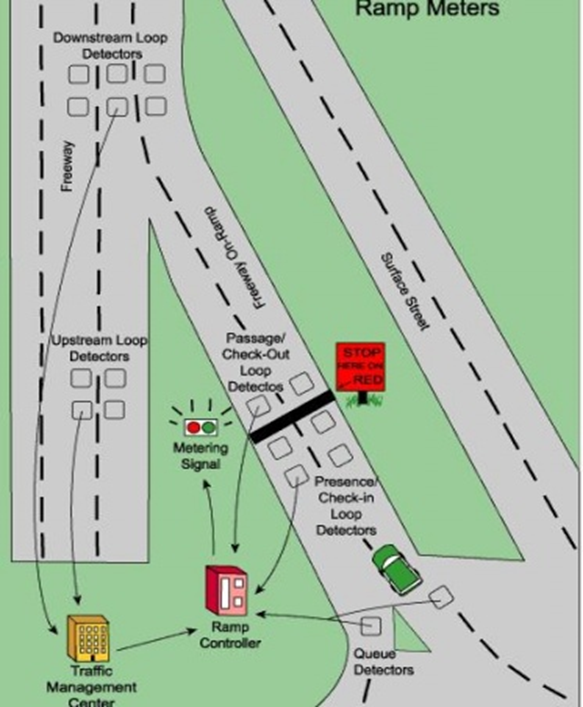 Ramp Meters
Downstream Loop
Detectors
Freeway
Freeway On-Ramp
Surface Street
Upstream Loop
Detectors
Passage/
Check-Out
Loop
Detectos
STOP
HERE ON
RED
Metering
Signal
Presence/
Check-in
Loop
Detectors
Ramp
Controller
Queue
Detectors
Traffic
Management
Center